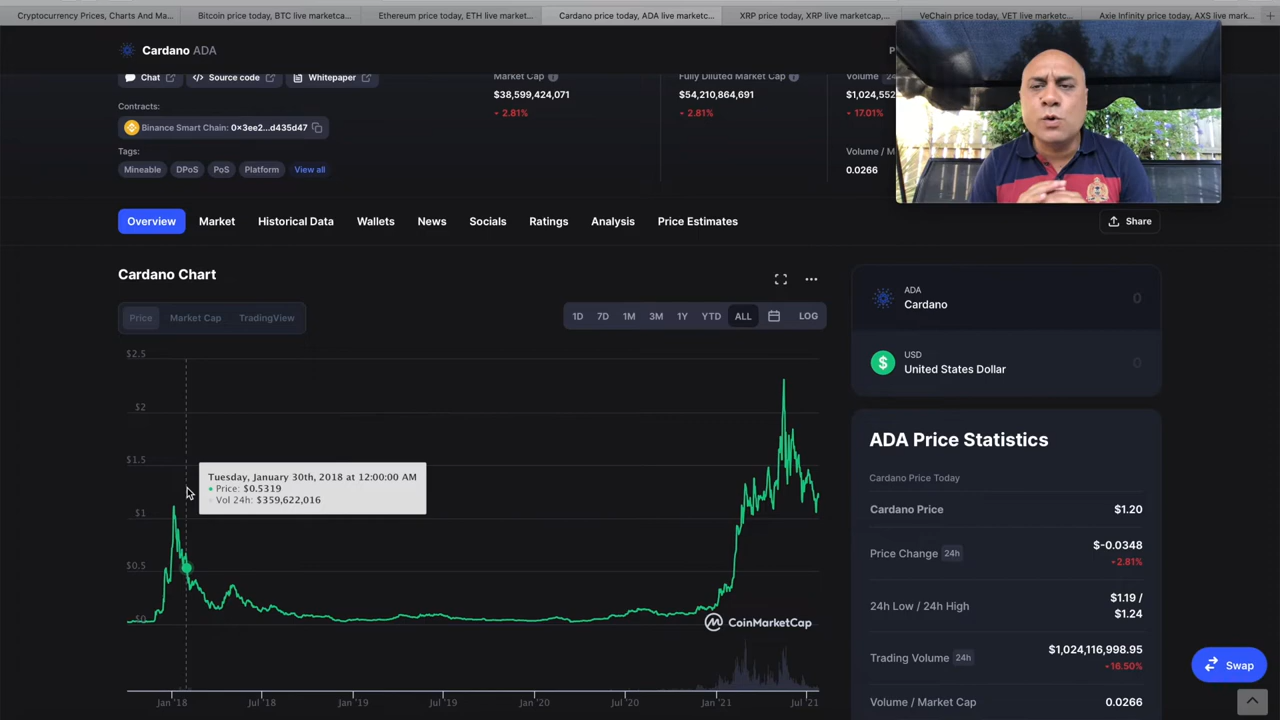 Cryptocurrency Prices, Charts And Ma...
Bitcoin price today, BTC live marketca...
Ethereum price today, ETH live market...
Cardano price today, ADA live marketc...
XRP price today, XRP live marketcap,...
VeChain price today, VET live marketc...
Axie Infinity price today, AXS live mark...
Cardano ADA
Chat
Source code
Whitepaper
Market Cap
Fully Diluted Market Cap
Volume 24
$38,599,424,071
$54,210,864,691
$1,024,552
2.81%
2.81%
17.01%
Contracts:
Binance Smart Chain: 0x3ee2...d435d47
Volume / M
0.0266
Tags:
Mineable
DPoS
PoS
Platform
View all
Overview
Market
Historical Data
Wallets
News
Socials
Ratings
Analysis
Price Estimates
Share
Cardano Chart
Price
Market Cap
TradingView
1D
7D
1M
3M
1Y
YTD
ALL
LOG
$2.5
$2
$1.5
$1
$0.5
$0
Tuesday, January 30th, 2018 at 12:00:00 AM
Price: $0.5319
Vol 24h: $359,622,016
CoinMarketCap
Jan '18
Jul '18
Jan '19
Jul '19
Jan '20
Jul '20
Jan '21
Jul '21
ADA
Cardano
0
USD
United States Dollar
0
ADA Price Statistics
Cardano Price Today
Cardano Price
$1.20
Price Change 24h
$-0.0348
2.81%
24h Low / 24h High
$1.19 /
$1.24
Trading Volume 24h
$1,024,116,998.95
16.50%
Volume / Market Cap
0.0266
Swap